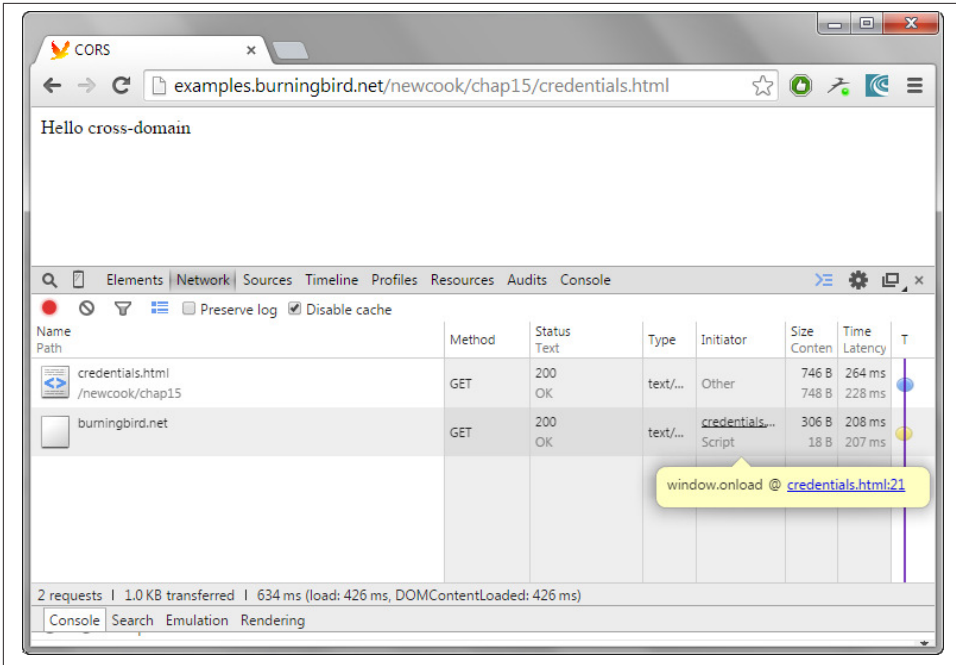 CORS
examples.burningbird.net/newcook/chap15/credentials.html
Hello cross-domain
Elements Network Sources Timeline Profiles Resources Audits Console
Preserve log Disable cache
Name Method Status Type Initiator Size Time T
Path Text Conten Latency
credentials.html GET 200 text/... Other 746 B 264 ms
/newcook/chap15 OK 748 B 228 ms
burningbird.net GET 200 text/... credentials.... 306 B 208 ms
OK Script 18 B 207 ms
window.onload @ credentials.html:21
2 requests | 1.0 KB transferred | 634 ms (load: 426 ms, DOMContentLoaded: 426 ms)
Console Search Emulation Rendering